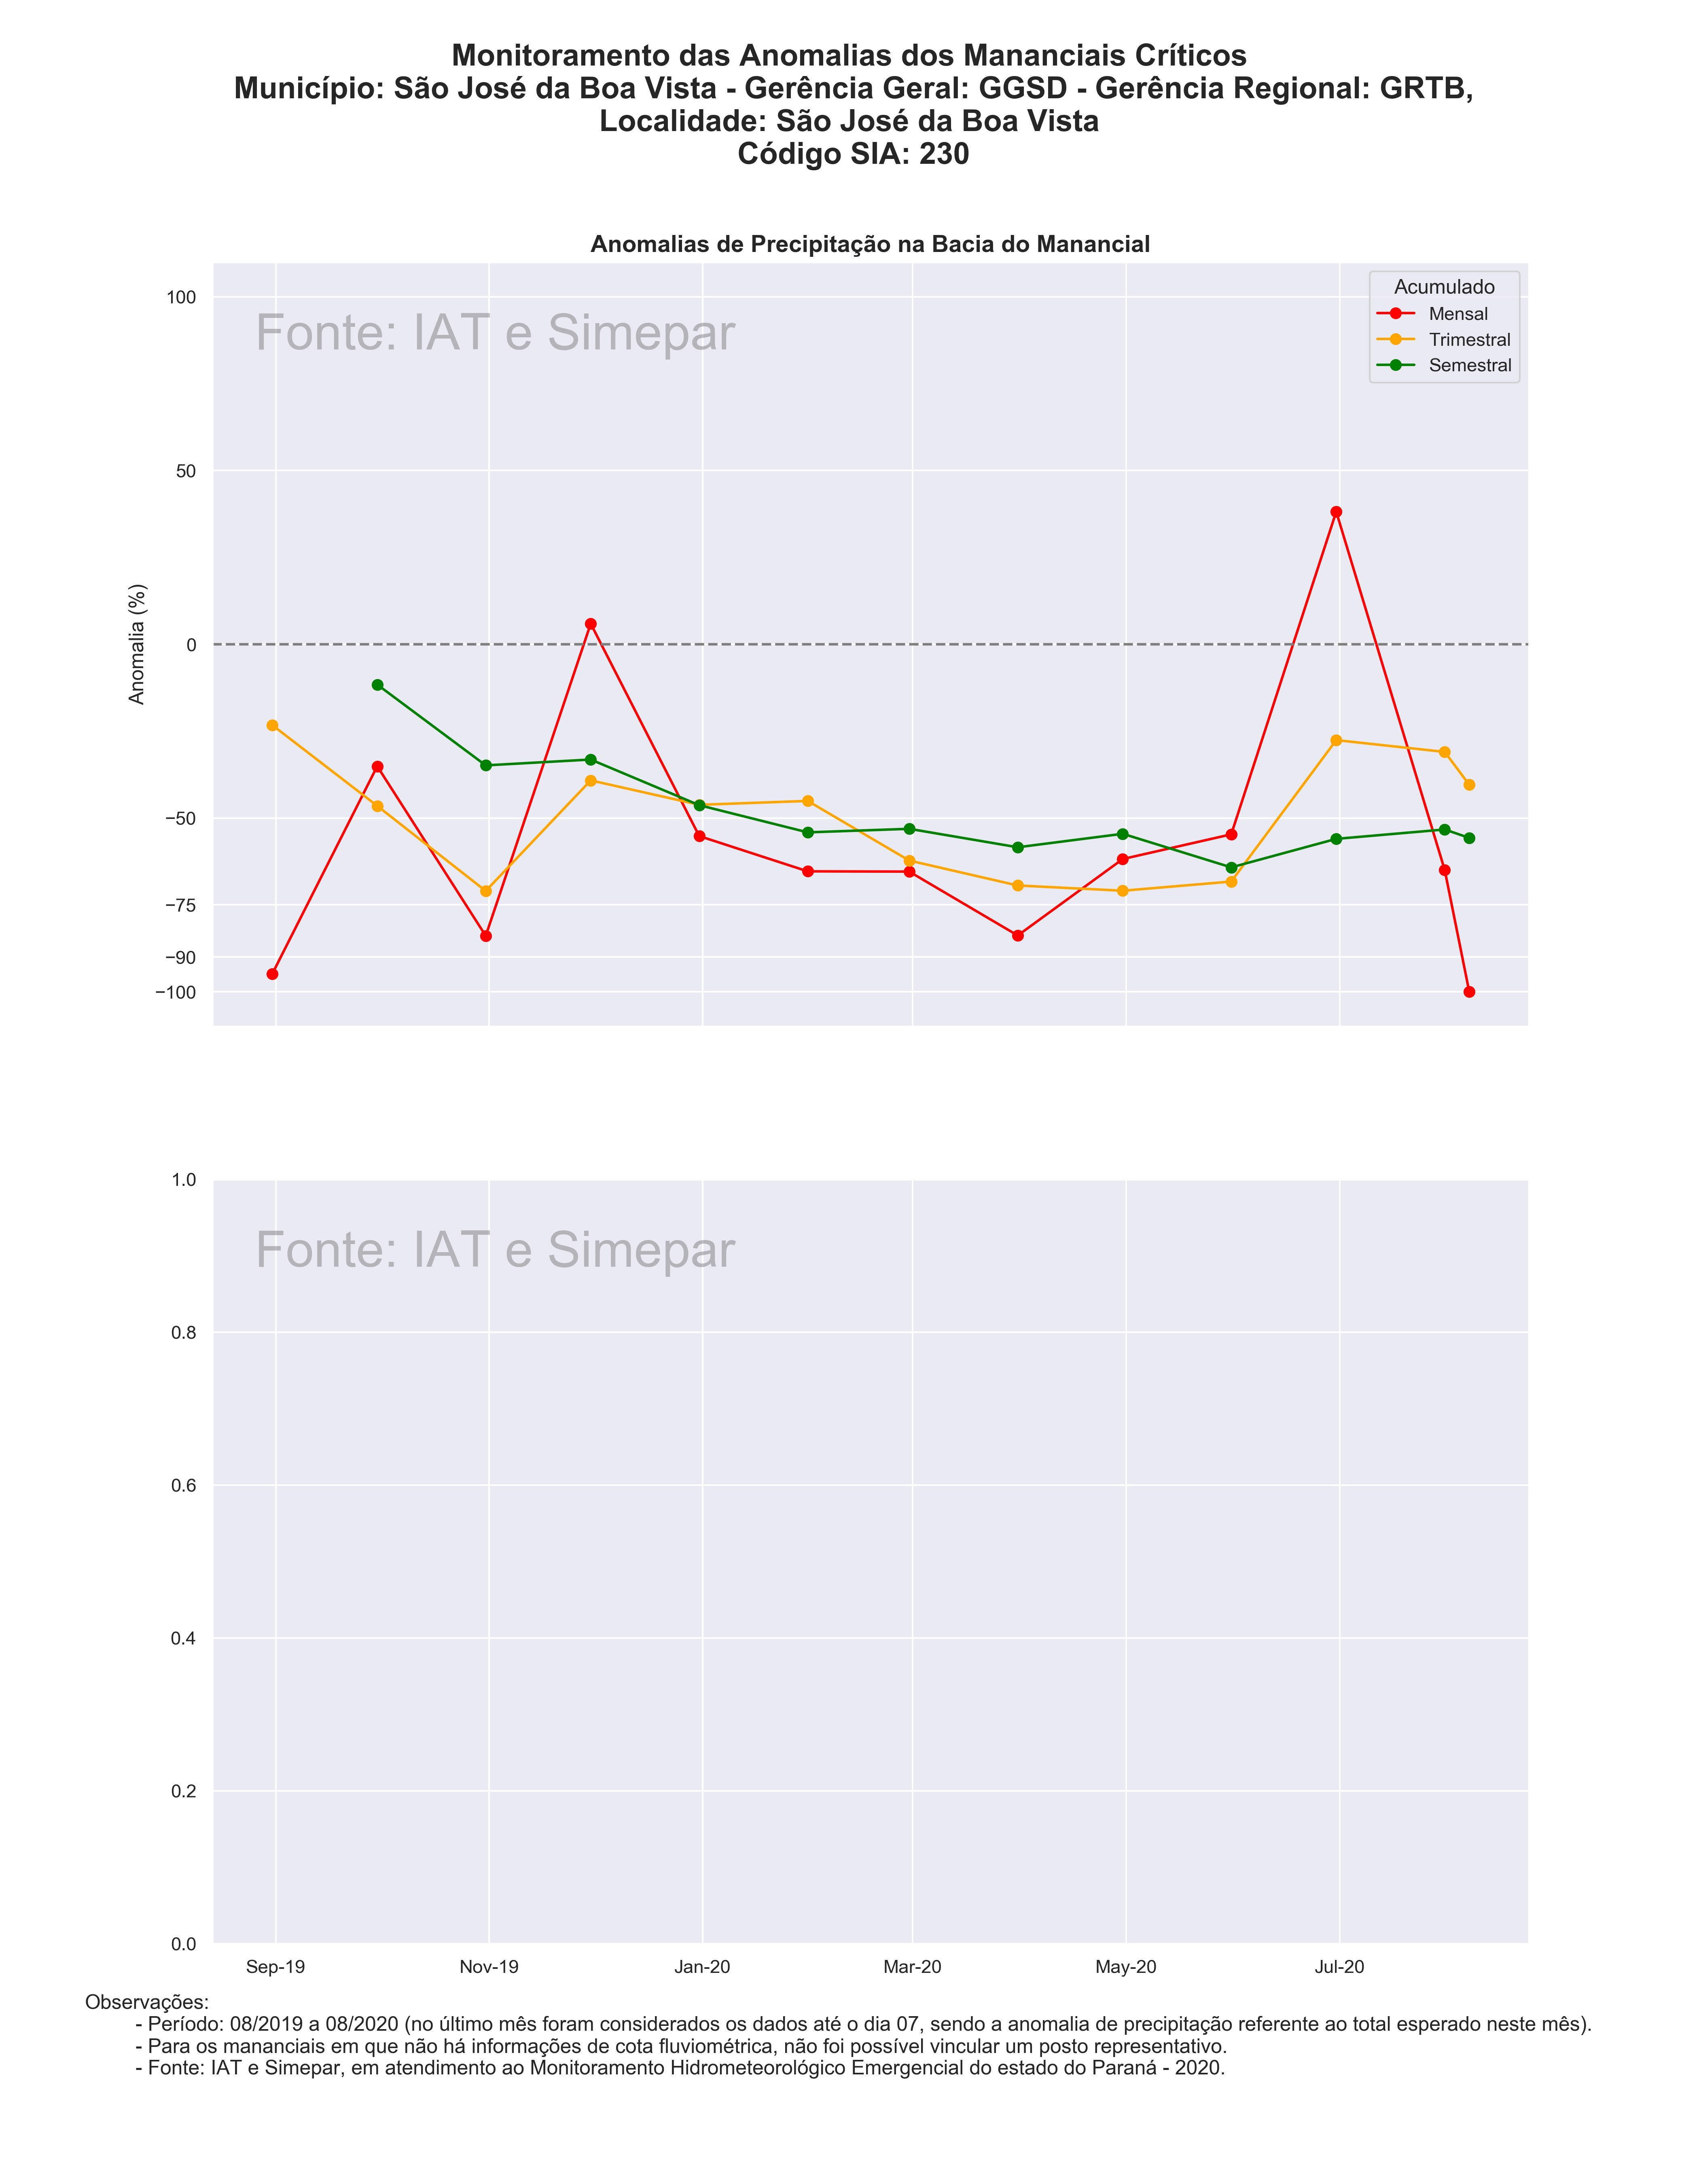 Monitoramento das Anomalias dos Mananciais Críticos
Município: São José da Boa Vista - Gerência Geral: GGSD - Gerência Regional: GRTB,
Localidade: São José da Boa Vista
Código SIA: 230
Anomalias de Precipitação na Bacia do Manancial
Fonte: IAT e Simepar
Acumulado
Mensal
Trimestral
Semestral
Anomalia (%)
100
50
0
−50
−75
−90
−100
Fonte: IAT e Simepar
1.0
0.8
0.6
0.4
0.2
0.0
Sep-19 Nov-19 Jan-20 Mar-20 May-20 Jul-20
Observações:
- Período: 08/2019 a 08/2020 (no último mês foram considerados os dados até o dia 07, sendo a anomalia de precipitação referente ao total esperado neste mês).
- Para os mananciais em que não há informações de cota fluviométrica, não foi possível vincular um posto representativo.
- Fonte: IAT e Simepar, em atendimento ao Monitoramento Hidrometeorológico Emergencial do estado do Paraná - 2020.